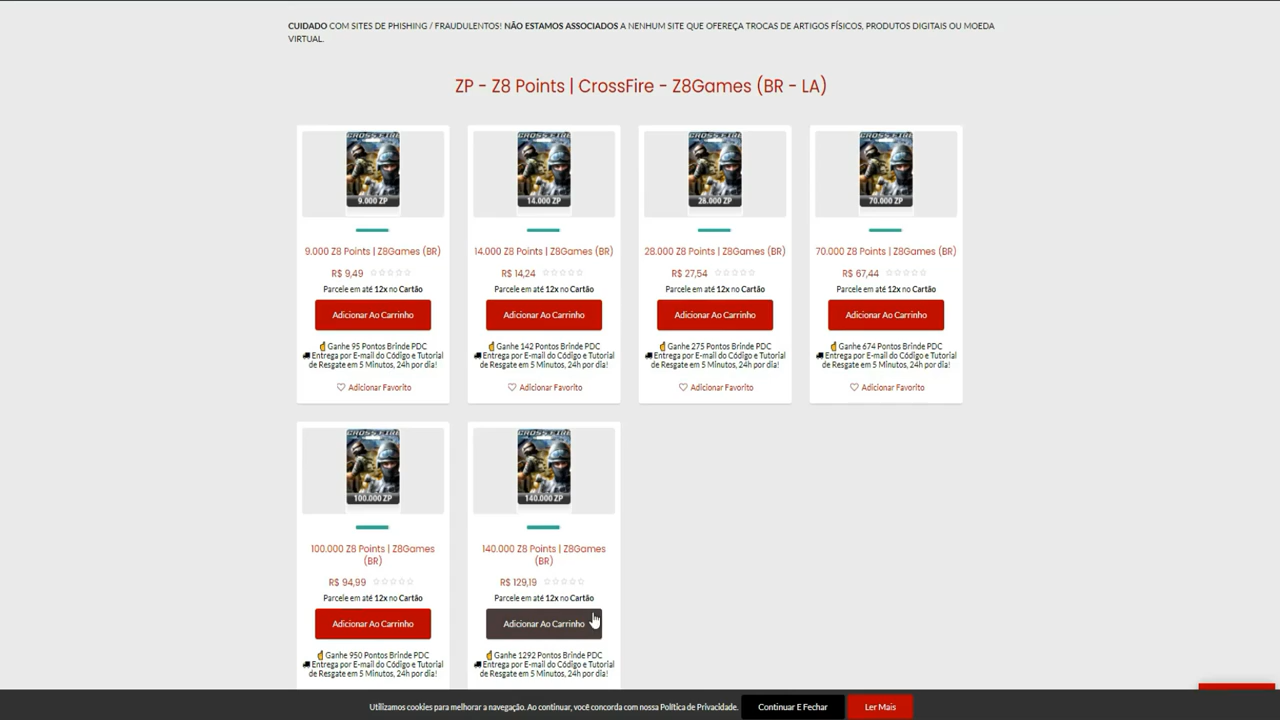 CUIDADO COM SITES DE PHISHING / FRAUDULENTOS! NÃO ESTAMOS ASSOCIADOS A NENHUM SITE QUE OFEREÇA TROCAS DE ARTIGOS FÍSICOS, PRODUTOS DIGITAIS OU MOEDA
VIRTUAL.
ZP - Z8 Points | CrossFire - Z8Games (BR - LA)
9.000 ZP
9.000 Z8 Points | Z8Games (BR)
R$ 9,49
Parcele em até 12x no Cartão
Adicionar Ao Carrinho
Ganhe 95 Pontos Brinde PDC
Entrega por E-mail do Código e Tutorial
de Resgate em 5 Minutos, 24h por dia!
Adicionar Favorito
14.000 ZP
14.000 Z8 Points | Z8Games (BR)
R$ 14,24
Parcele em até 12x no Cartão
Adicionar Ao Carrinho
Ganhe 142 Pontos Brinde PDC
Entrega por E-mail do Código e Tutorial
de Resgate em 5 Minutos, 24h por dia!
Adicionar Favorito
28.000 ZP
28.000 Z8 Points | Z8Games (BR)
R$ 27,54
Parcele em até 12x no Cartão
Adicionar Ao Carrinho
Ganhe 275 Pontos Brinde PDC
Entrega por E-mail do Código e Tutorial
de Resgate em 5 Minutos, 24h por dia!
Adicionar Favorito
70.000 ZP
70.000 Z8 Points | Z8Games (BR)
R$ 67,44
Parcele em até 12x no Cartão
Adicionar Ao Carrinho
Ganhe 674 Pontos Brinde PDC
Entrega por E-mail do Código e Tutorial
de Resgate em 5 Minutos, 24h por dia!
Adicionar Favorito
CROSS FIRE
100.000 ZP
100.000 Z8 Points | Z8Games
(BR)
R$ 94,99
Parcele em até 12x no Cartão
Adicionar Ao Carrinho
Ganhe 950 Pontos Brinde PDC
Entrega por E-mail do Código e Tutorial
de Resgate em 5 Minutos, 24h por dia!
CROSS FIRE
140.000 ZP
140.000 Z8 Points | Z8Games
(BR)
R$ 129,19
Parcele em até 12x no Cartão
Adicionar Ao Carrinho
Ganhe 1292 Pontos Brinde PDC
Entrega por E-mail do Código e Tutorial
de Resgate em 5 Minutos, 24h por dia!
Utilizamos cookies para melhorar a navegação. Ao continuar, você concorda com nossa Política de Privacidade.
Continuar E Fechar
Ler Mais